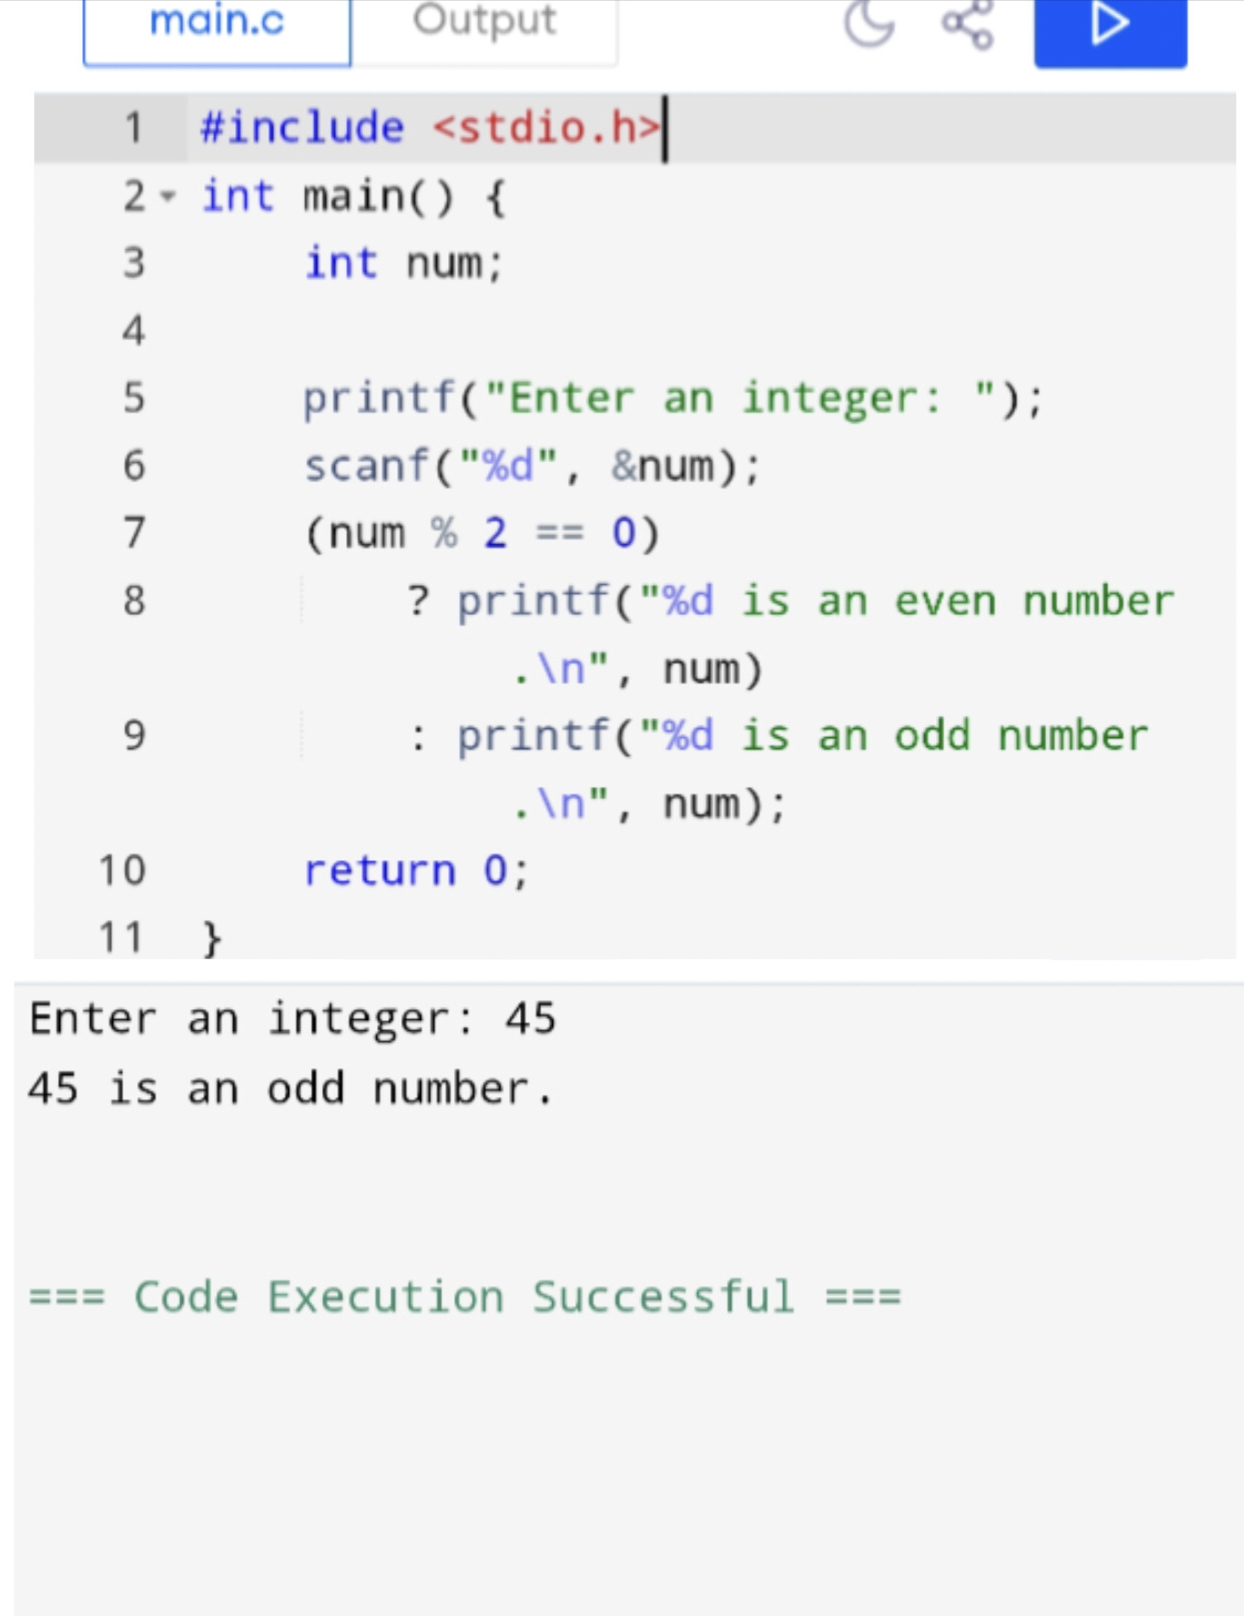 main.c Output
1 #include <stdio.h>
2 int main() {
3 int num;
4
5 printf("Enter an integer: ");
6 scanf("%d", &num);
7 (num % 2 == 0)
8 ? printf("%d is an even number
.\n", num)
9 : printf("%d is an odd number
.\n", num);
10 return 0;
11 }
Enter an integer: 45
45 is an odd number.
=== Code Execution Successful ===